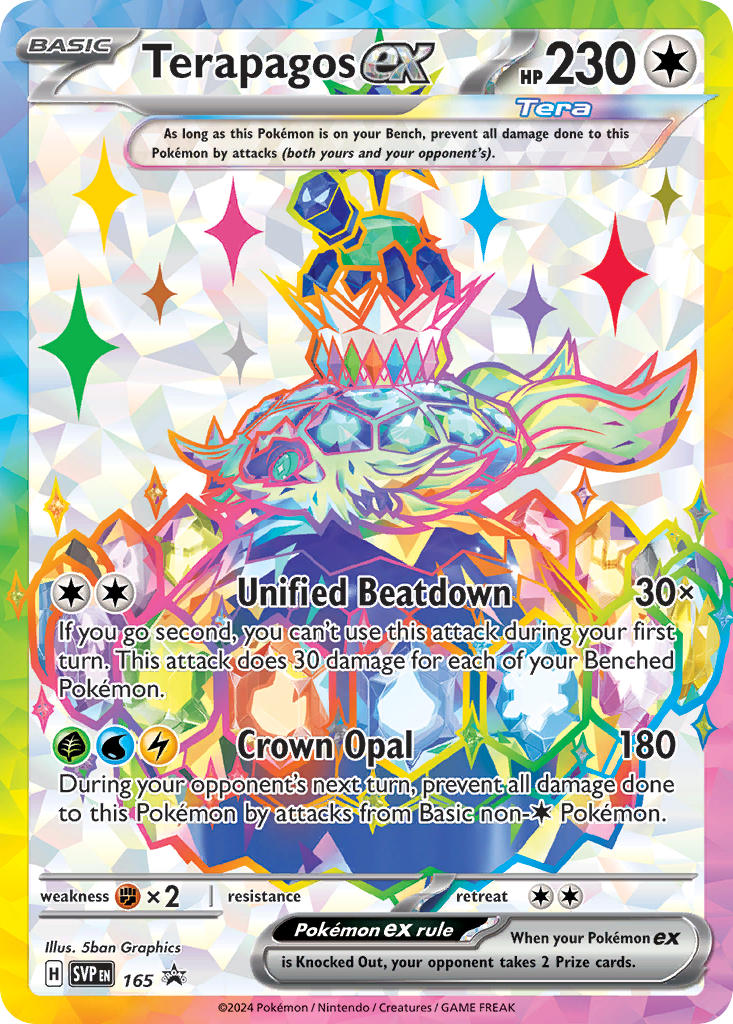 BASIC
Terapagos ex
HP 230
Tera
As long as this Pokémon is on your Bench, prevent all damage done to this
Pokémon by attacks (both yours and your opponent's).
Unified Beatdown 30×
If you go second, you can't use this attack during your first
turn. This attack does 30 damage for each of your Benched
Pokémon.
Crown Opal 180
During your opponent's next turn, prevent all damage done
to this Pokémon by attacks from Basic non- Pokémon.
weakness ×2 resistance retreat
Illus. 5ban Graphics
Pokémon ex rule
When your Pokémon ex
is Knocked Out, your opponent takes 2 Prize cards.
H SVP EN 165 PROMO
©2024 Pokémon / Nintendo / Creatures / GAME FREAK